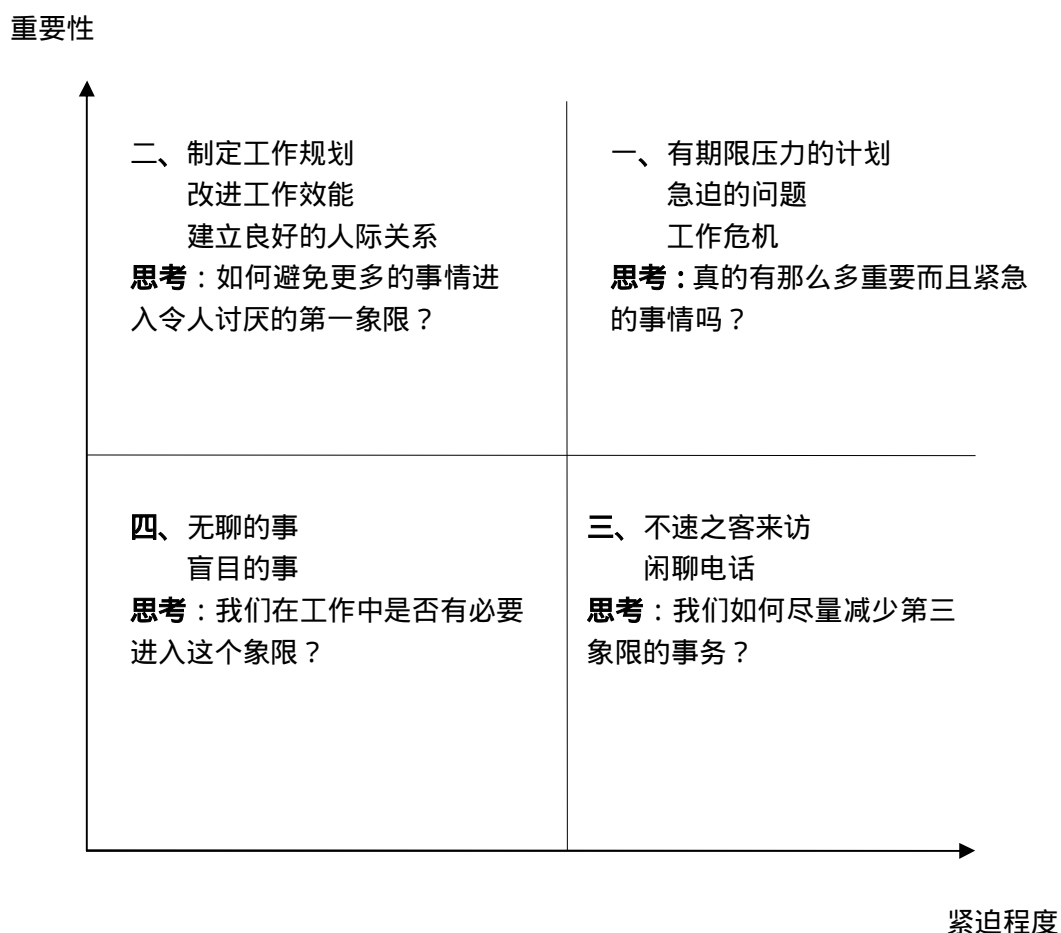 重要性
二、制定工作规划
改进工作效能
建立良好的人际关系
思考：如何避免更多的事情进
入令人讨厌的第一象限？
一、有期限压力的计划
急迫的问题
工作危机
思考：真的有那么多重要而且紧急
的事情吗？
四、无聊的事
盲目的事
思考：我们在工作中是否有必要
进入这个象限？
三、不速之客来访
闲聊电话
思考：我们如何尽量减少第三
象限的事务？
紧迫程度